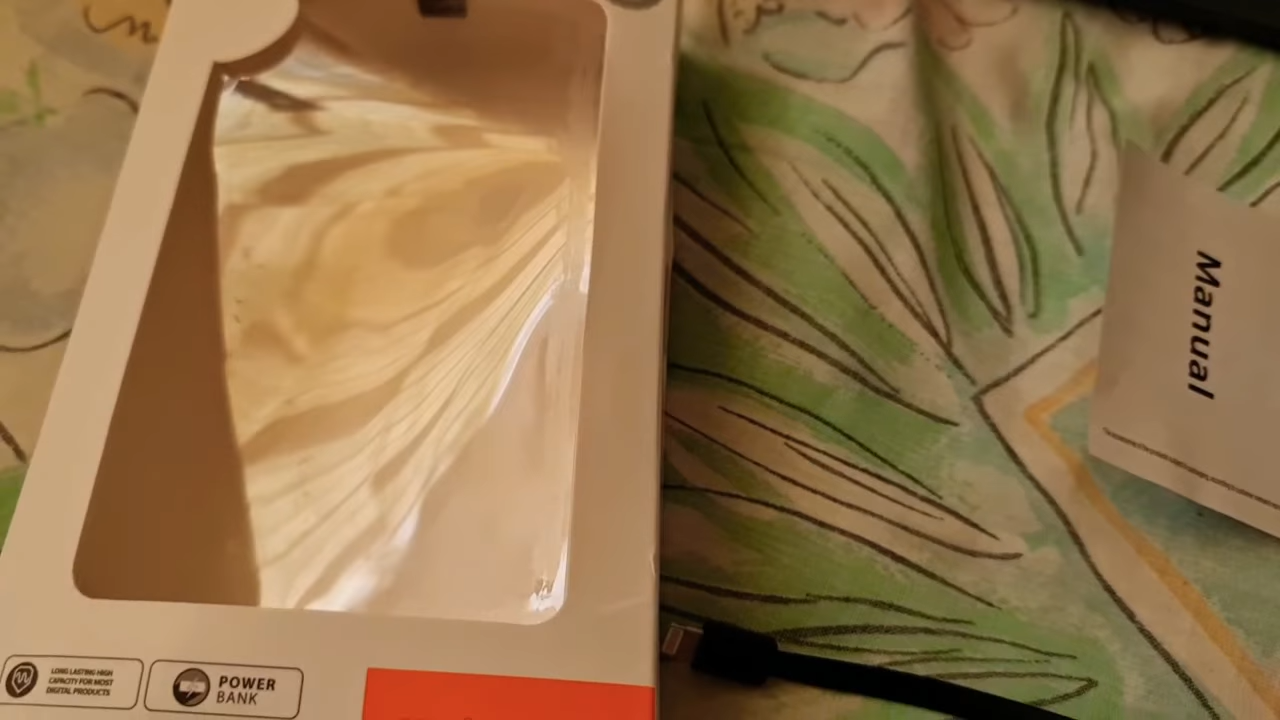 Manual
LONG LASTING HIGH
CAPACITY FOR MOST
DIGITAL PRODUCTS
POWER
BANK